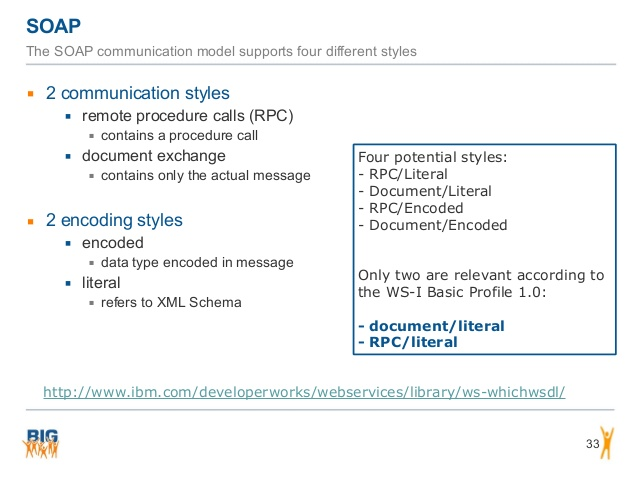 SOAP
The SOAP communication model supports four different styles
2 communication styles
remote procedure calls (RPC)
contains a procedure call
document exchange
contains only the actual message
2 encoding styles
encoded
data type encoded in message
literal
refers to XML Schema
Four potential styles:
- RPC/Literal
- Document/Literal
- RPC/Encoded
- Document/Encoded
Only two are relevant according to
the WS-I Basic Profile 1.0:
- document/literal
- RPC/literal
http://www.ibm.com/developerworks/webservices/library/ws-whichwsdl/
BIG
33